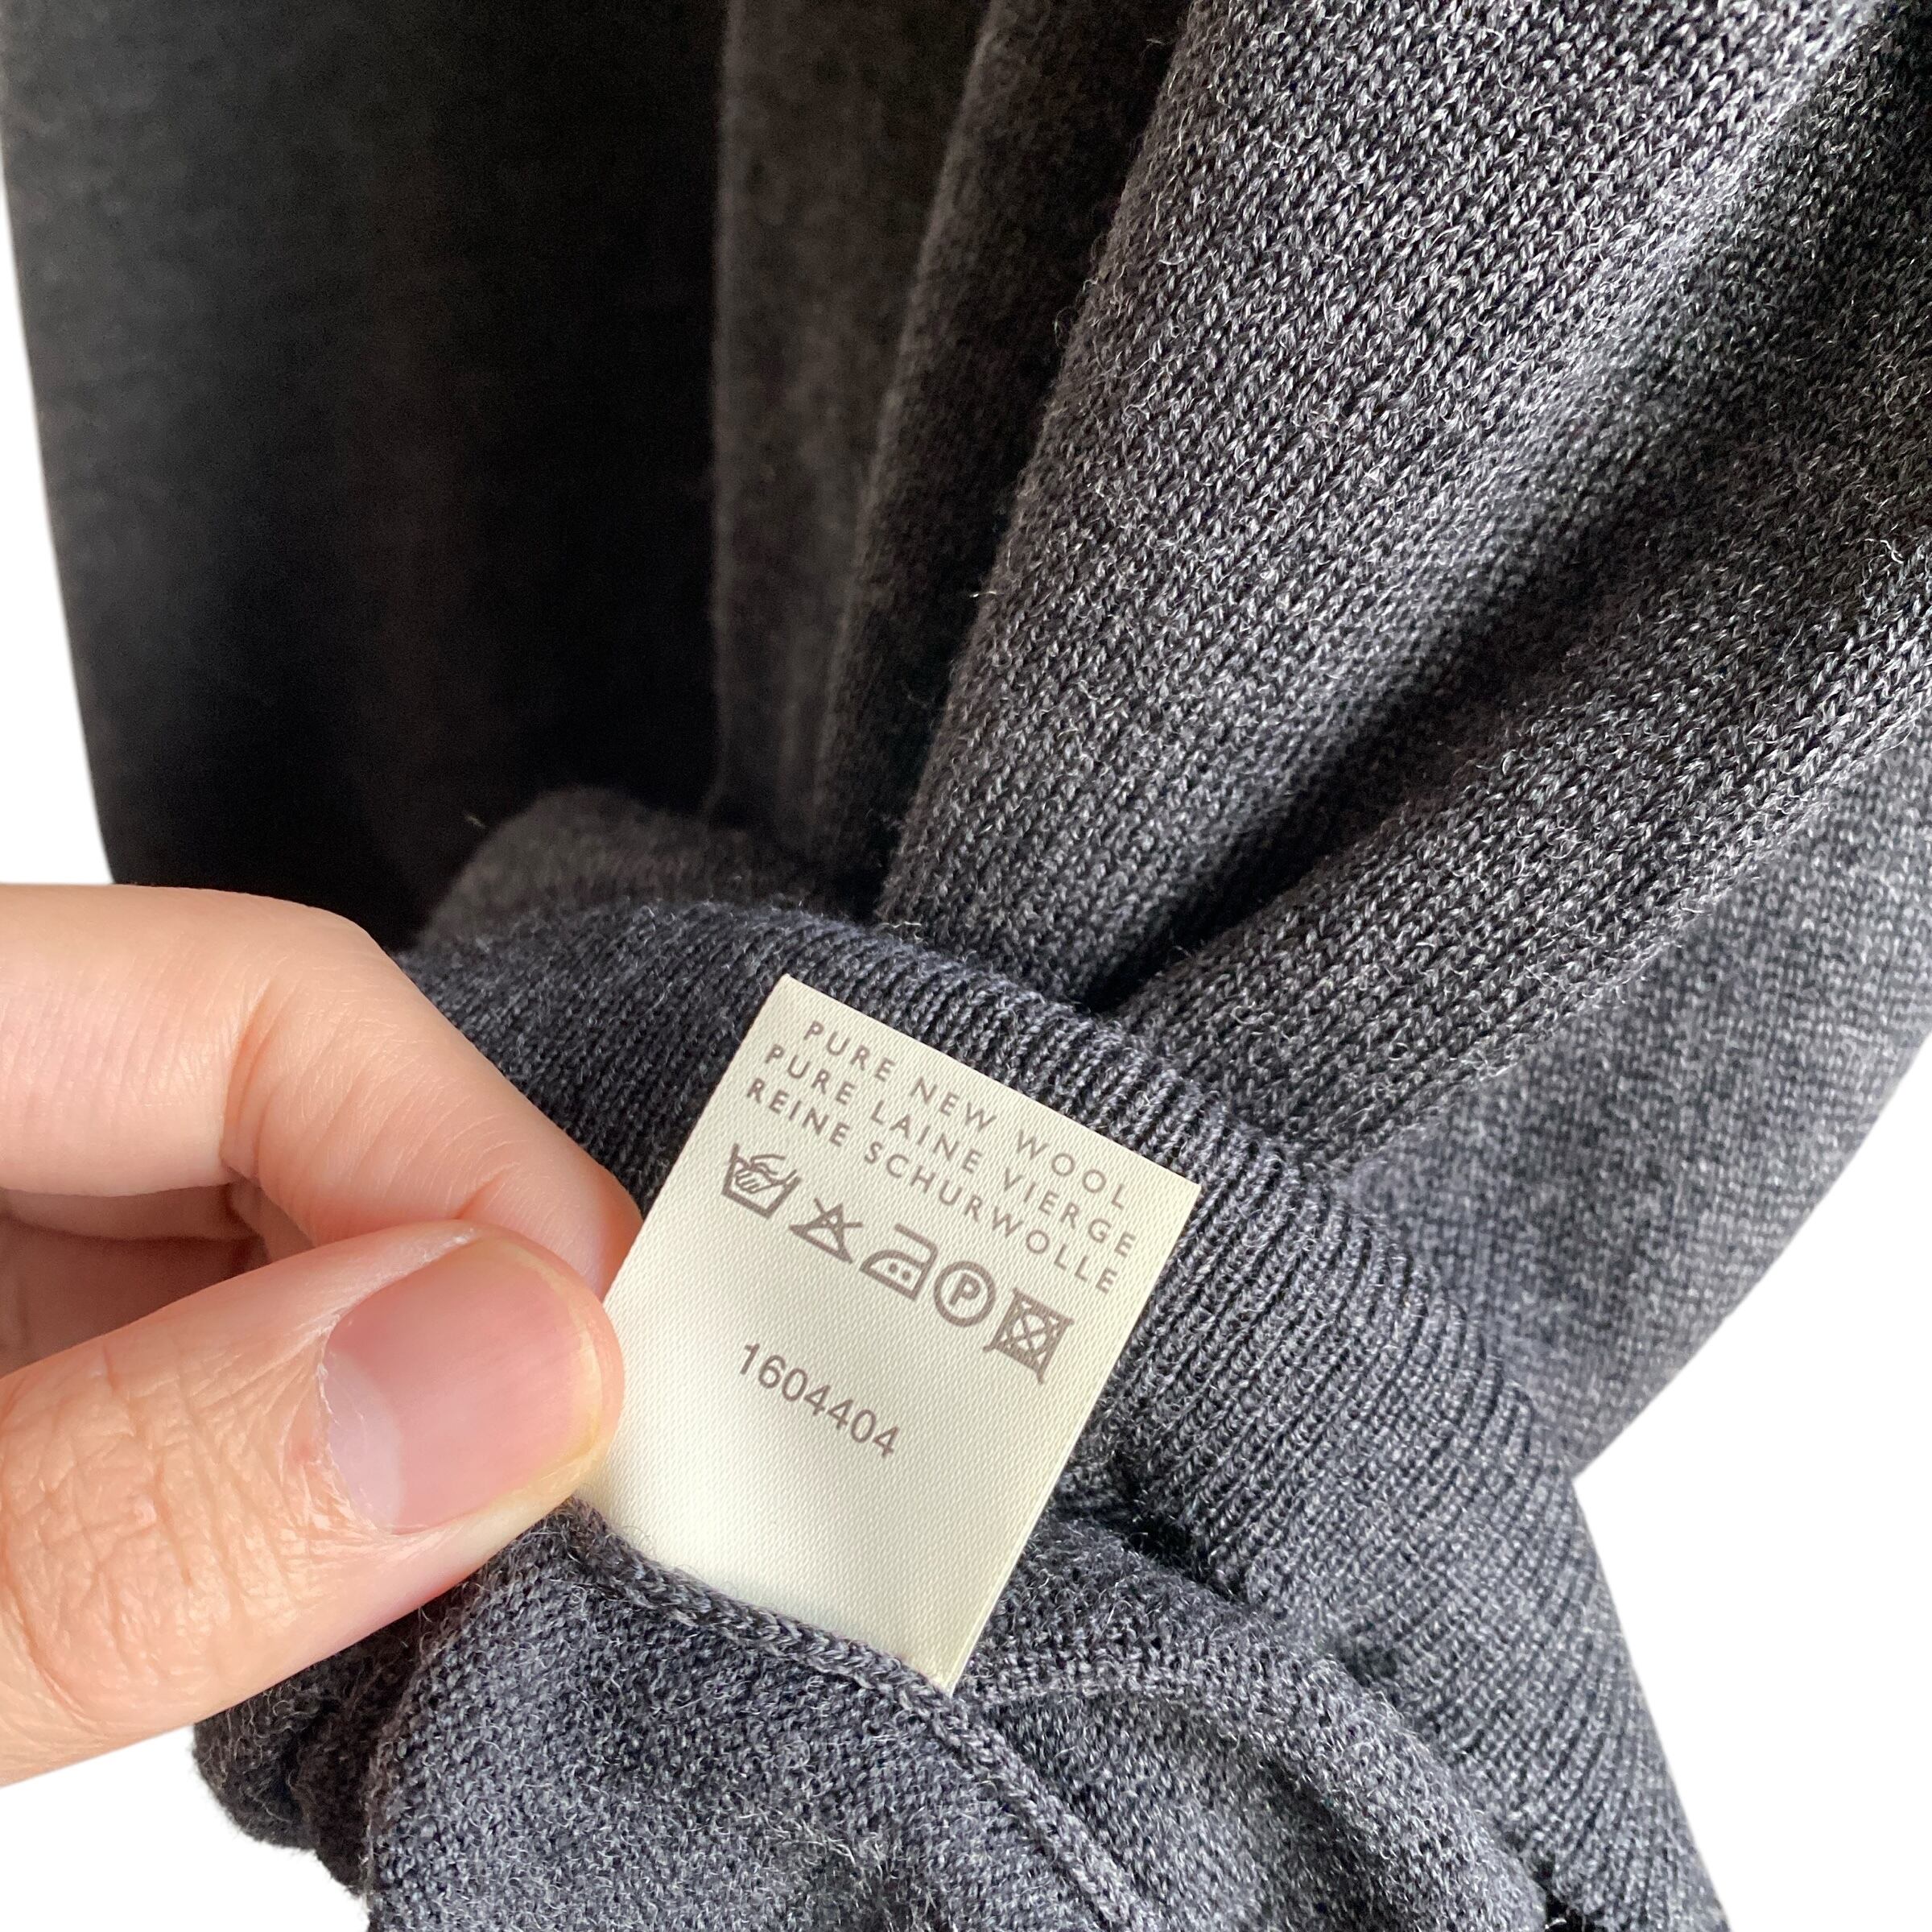 PURE NEW WOOL
PURE LAINE VIERGE
REINE SCHURWOLLE
P
1604404